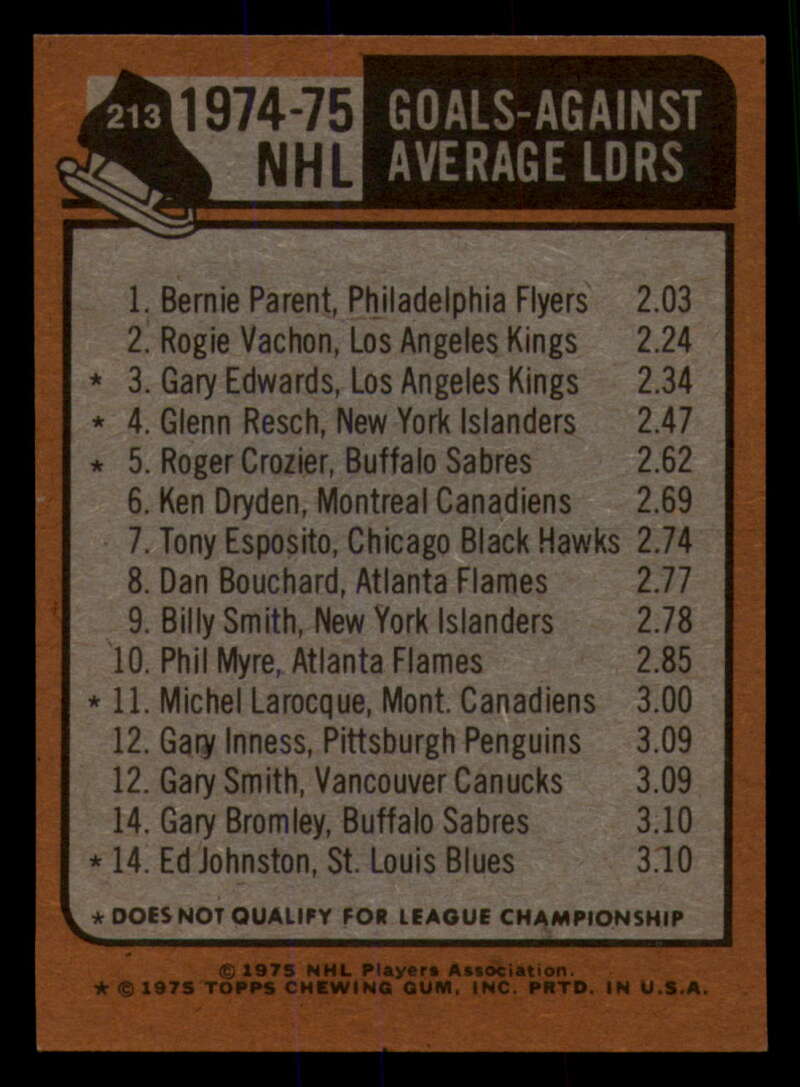 213 1974-75 GOALS-AGAINST
NHL AVERAGE LDRS
1. Bernie Parent, Philadelphia Flyers 2.03
2. Rogie Vachon, Los Angeles Kings 2.24
* 3. Gary Edwards, Los Angeles Kings 2.34
* 4. Glenn Resch, New York Islanders 2.47
* 5. Roger Crozier, Buffalo Sabres 2.62
6. Ken Dryden, Montreal Canadiens 2.69
7. Tony Esposito, Chicago Black Hawks 2.74
8. Dan Bouchard, Atlanta Flames 2.77
9. Billy Smith, New York Islanders 2.78
10. Phil Myre, Atlanta Flames 2.85
* 11. Michel Larocque, Mont. Canadiens 3.00
12. Gary Inness, Pittsburgh Penguins 3.09
12. Gary Smith, Vancouver Canucks 3.09
14. Gary Bromley, Buffalo Sabres 3.10
* 14. Ed Johnston, St. Louis Blues 3.10
* DOES NOT QUALIFY FOR LEAGUE CHAMPIONSHIP
© 1975 NHL Players Association.
* © 1975 TOPPS CHEWING GUM, INC. PRTD. IN U.S.A.